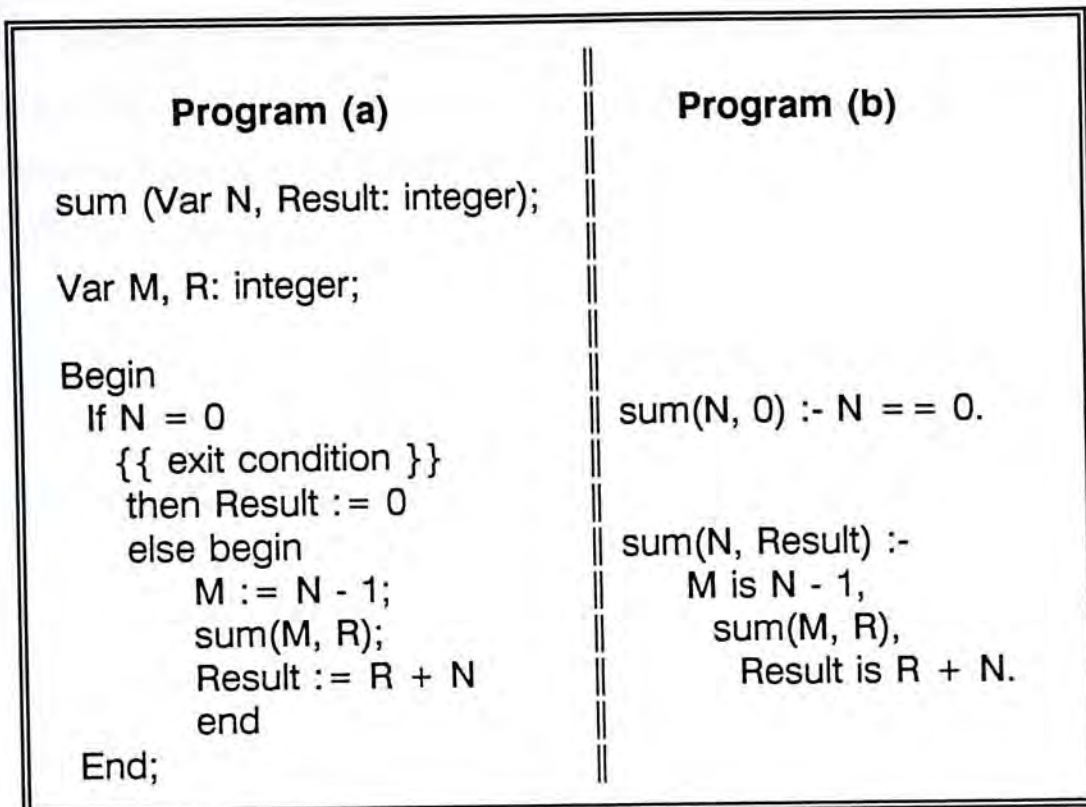 Program (a)
sum (Var N, Result: integer);
Var M, R: integer;
Begin
If N = 0
{{ exit condition }}
then Result := 0
else begin
M := N - 1;
sum(M, R);
Result := R + N
end
End;
Program (b)
sum(N, 0) :- N = = 0.
sum(N, Result) :-
M is N - 1,
sum(M, R),
Result is R + N.